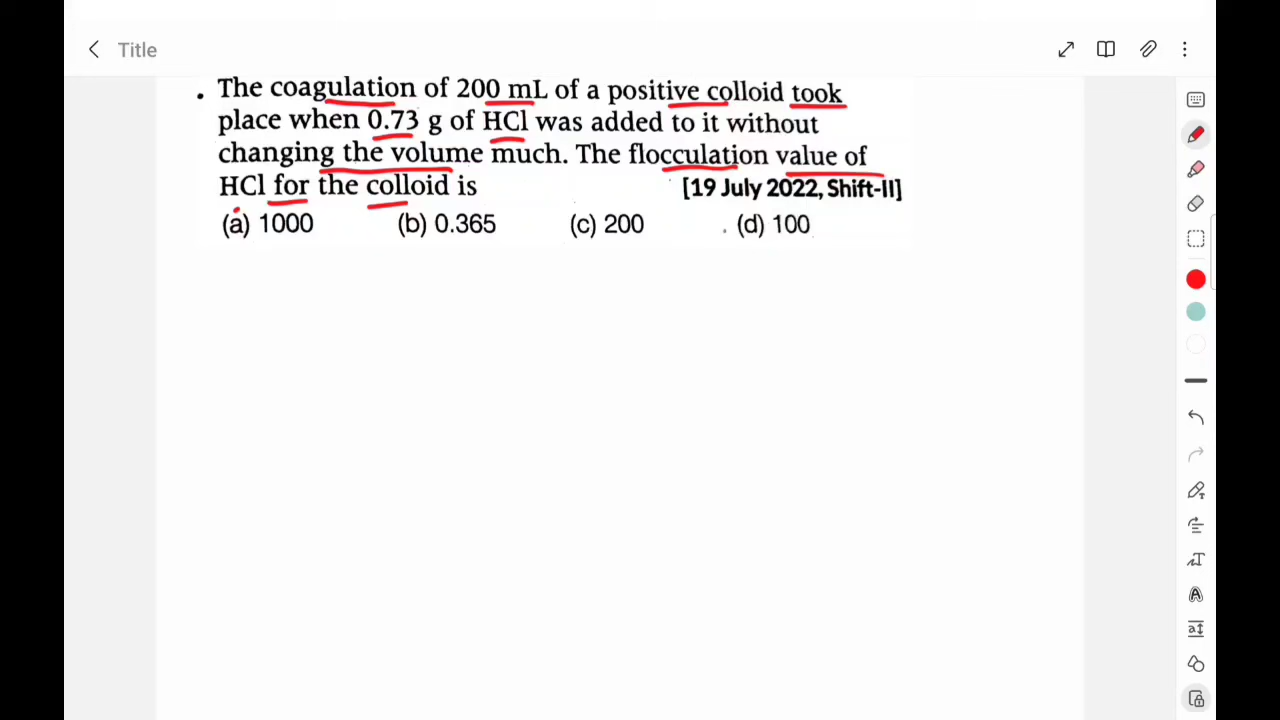 Title
. The coagulation of 200 mL of a positive colloid took
place when 0.73 g of HCl was added to it without
changing the volume much. The flocculation value of
HCl for the colloid is [19 July 2022, Shift-II]
(a) 1000 (b) 0.365 (c) 200 (d) 100